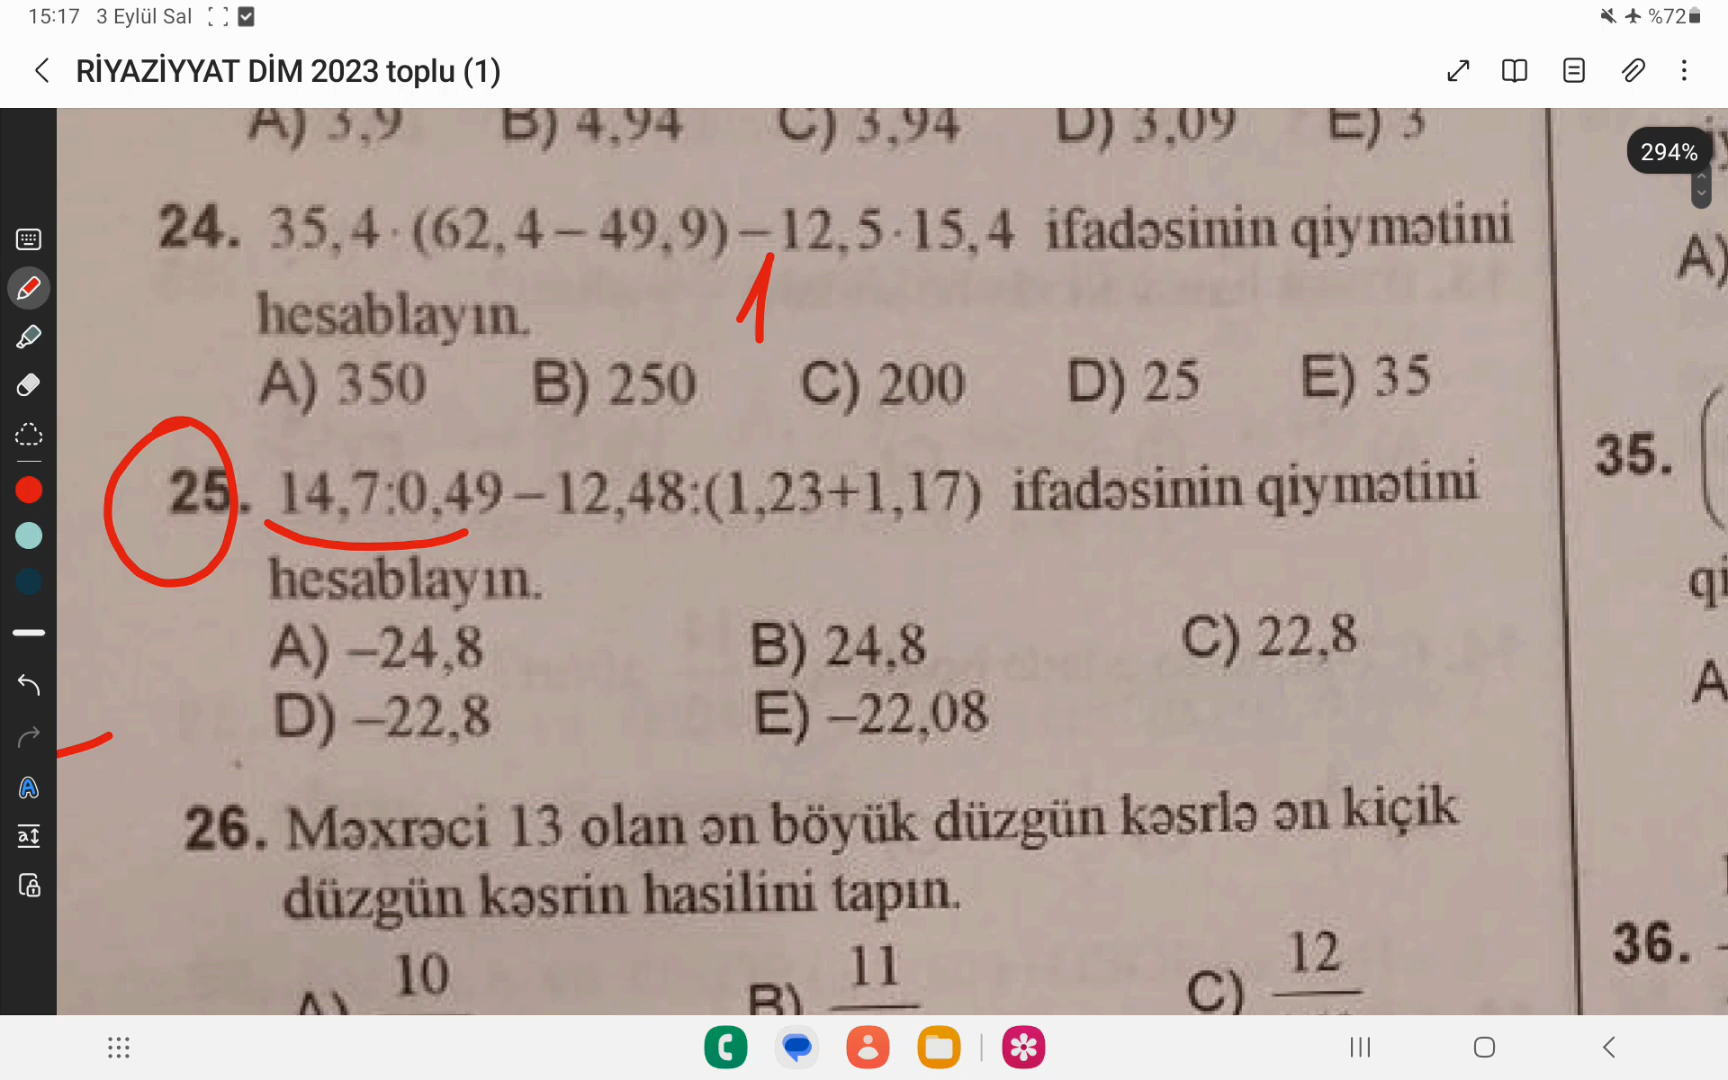 15:17 3 Eylül Sal %72
RİYAZİYYAT DİM 2023 toplu (1)
294%
A) 3,9 B) 4,94 C) 3,94 D) 3,09 E) 3
24. 35,4 · (62,4 – 49,9) – 12,5 · 15,4 ifadəsinin qiymətini
hesablayın.
1
A) 350 B) 250 C) 200 D) 25 E) 35
25. 14,7:0,49 – 12,48:(1,23+1,17) ifadəsinin qiymətini
hesablayın.
A) –24,8 B) 24,8 C) 22,8
D) –22,8 E) –22,08
26. Məxrəci 13 olan ən böyük düzgün kəsrlə ən kiçik
düzgün kəsrin hasilini tapın.
A) 10 B) 11 C) 12
A)
35.
qi
A
36.